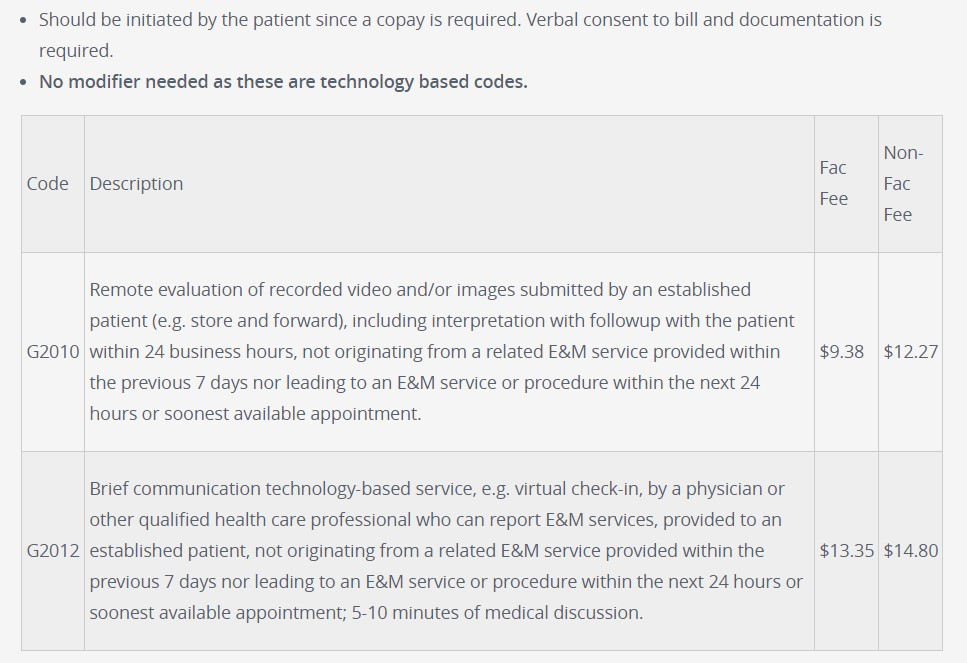 • Should be initiated by the patient since a copay is required. Verbal consent to bill and documentation is
required.
• No modifier needed as these are technology based codes.
Code
Description
Fac
Fee
Non-
Fac
Fee
G2010
Remote evaluation of recorded video and/or images submitted by an established
patient (e.g. store and forward), including interpretation with followup with the patient
within 24 business hours, not originating from a related E&M service provided within
the previous 7 days nor leading to an E&M service or procedure within the next 24
hours or soonest available appointment.
$9.38
$12.27
G2012
Brief communication technology-based service, e.g. virtual check-in, by a physician or
other qualified health care professional who can report E&M services, provided to an
established patient, not originating from a related E&M service provided within the
previous 7 days nor leading to an E&M service or procedure within the next 24 hours or
soonest available appointment; 5-10 minutes of medical discussion.
$13.35
$14.80